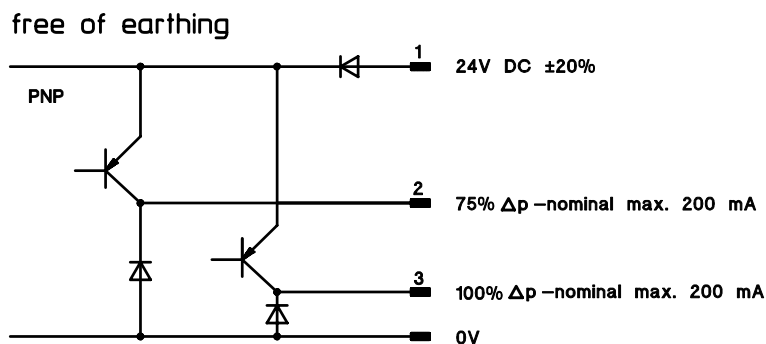 free of earthing
1
24V DC ±20%
PNP
2
75% Δp-nominal max. 200 mA
3
100% Δp-nominal max. 200 mA
0V